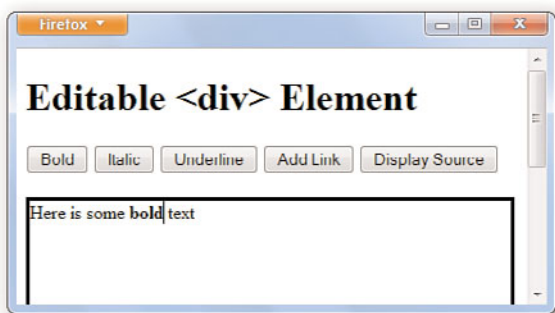 Firefox
Editable <div> Element
Bold Italic Underline Add Link Display Source
Here is some bold text